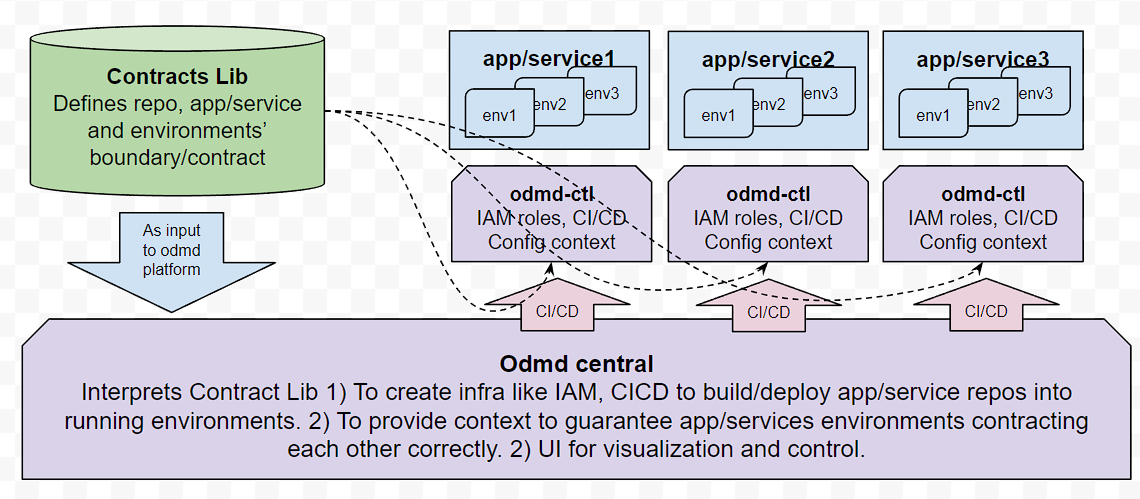 Contracts Lib
Defines repo, app/service
and environments'
boundary/contract
As input
to odmd
platform
app/service1
env1
env2
env3
app/service2
env1
env2
env3
app/service3
env1
env2
env3
odmd-ctl
IAM roles, CI/CD
Config context
odmd-ctl
IAM roles, CI/CD
Config context
odmd-ctl
IAM roles, CI/CD
Config context
CI/CD
CI/CD
CI/CD
Odmd central
Interprets Contract Lib 1) To create infra like IAM, CICD to build/deploy app/service repos into
running environments. 2) To provide context to guarantee app/services environments contracting
each other correctly. 2) UI for visualization and control.